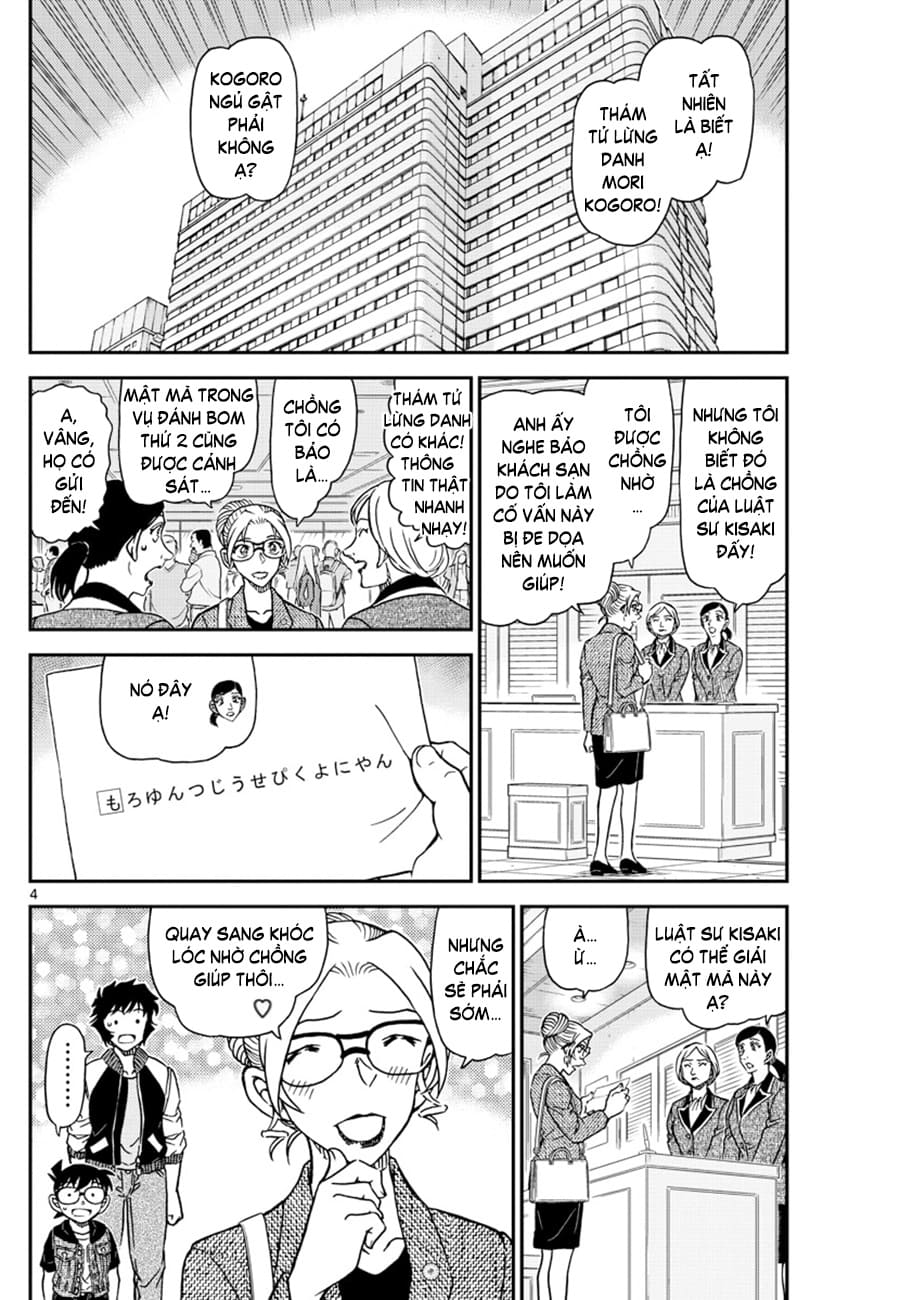 TẤT
NHIÊN
LÀ BIẾT
Ạ!
THÁM
TỬ LỪNG
DANH
MORI
KOGORO!
KOGORO
NGỦ GẬT
PHẢI
KHÔNG
Ạ?
NHƯNG TÔI
KHÔNG
BIẾT ĐÓ
LÀ CHỒNG
CỦA LUẬT
SƯ KISAKI
ĐẤY!
TÔI
ĐƯỢC
CHỒNG
NHỜ
...
ANH ẤY
NGHE BẢO
KHÁCH SẠN
DO TÔI LÀM
CỐ VẤN NÀY
BỊ ĐE DỌA
NÊN MUỐN
GIÚP!
THÁM TỬ
LỪNG DANH
CÓ KHÁC!
THÔNG
TIN THẬT
NHANH
NHẠY!
CHỒNG
TÔI CÓ
BẢO
LÀ...
MẬT MÃ TRONG
VỤ ĐÁNH BOM
THỨ 2 CŨNG
ĐƯỢC CẢNH
SÁT...
A,
VÂNG,
HỌ CÓ
GỬI
ĐẾN!
NÓ ĐÂY
Ạ!
もろゆんつじうせぴくよにやん
4
LUẬT SƯ KISAKI
CÓ THỂ GIẢI
MẬT MÃ NÀY
Ạ?
À...
Ừ...
NHƯNG
CHẮC
SẼ PHẢI
SỚM...
QUAY SANG KHÓC
LÓC NHỜ CHỒNG
GIÚP THÔI...
♡
........